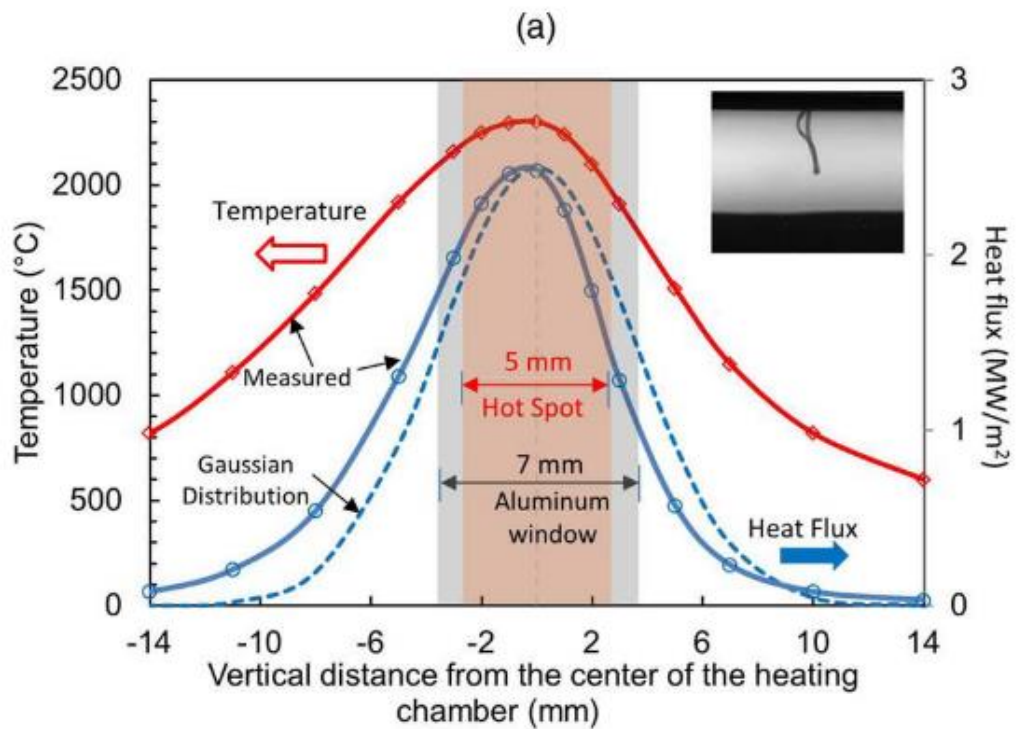 (a)
2500
2000
1500
1000
500
0
Temperature (°C)
3
2
1
0
Heat flux (MW/m²)
Temperature
Measured
Gaussian
Distribution
5 mm
Hot Spot
7 mm
Aluminum
window
Heat Flux
-14 -10 -6 -2 2 6 10 14
Vertical distance from the center of the heating
chamber (mm)